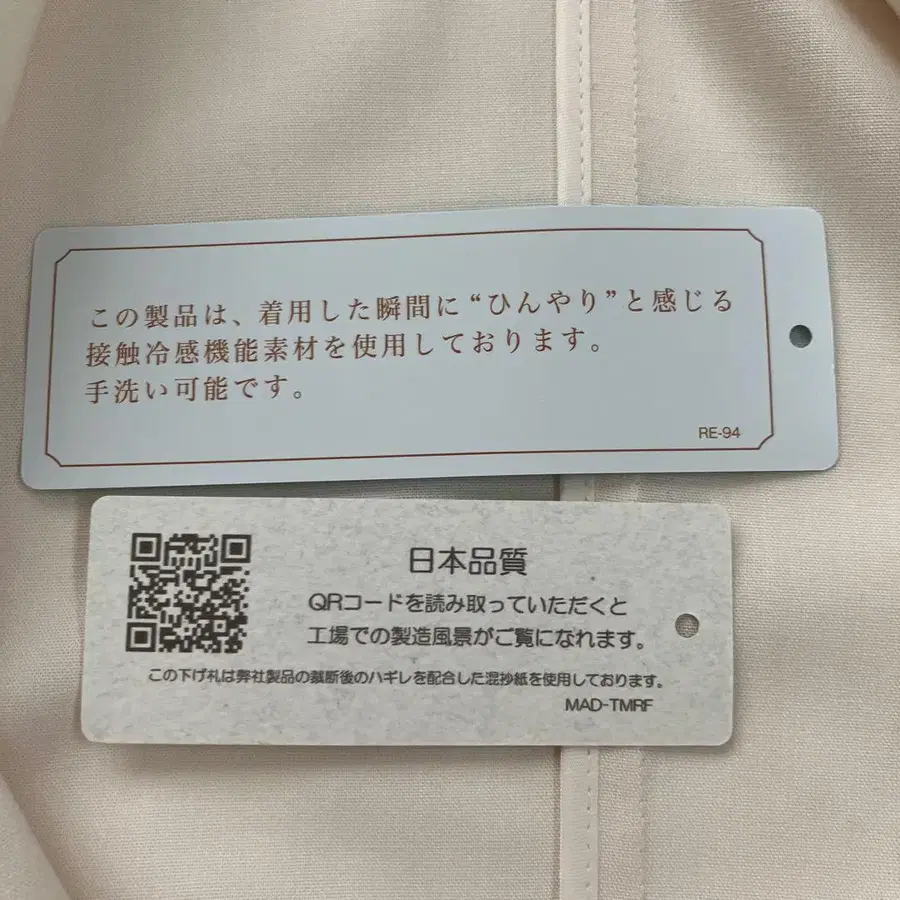 この製品は、着用した瞬間に“ひんやり”と感じる
接触冷感機能素材を使用しております。
手洗い可能です。
RE-94
日本品質
QRコードを読み取っていただくと
工場での製造風景がご覧になれます。
この下げ札は弊社製品の裁断後のハギレを配合した混抄紙を使用しております。
MAD-TMRF